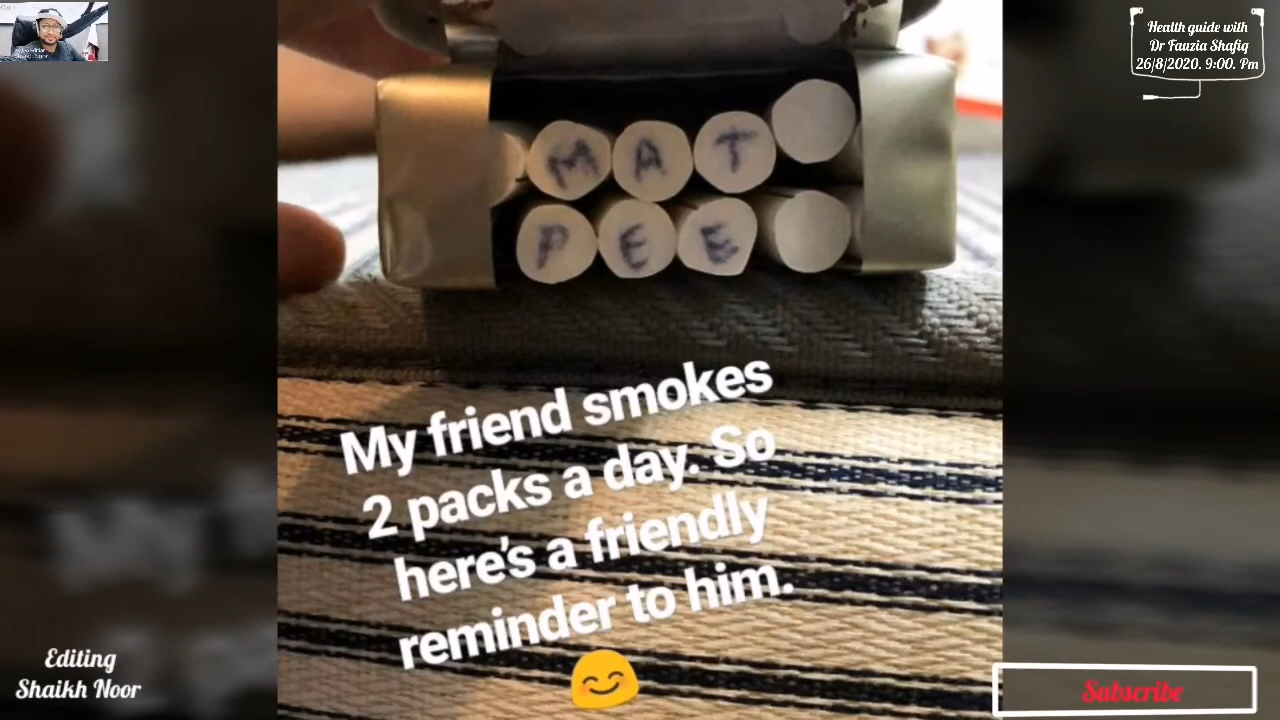 Health guide with
Dr Fauzia Shafiq
26/8/2020. 9:00. Pm
MAT
PEE
My friend smokes
2 packs a day. So
here's a friendly
reminder to him.
😊
Editing
Shaikh Noor
Subscribe